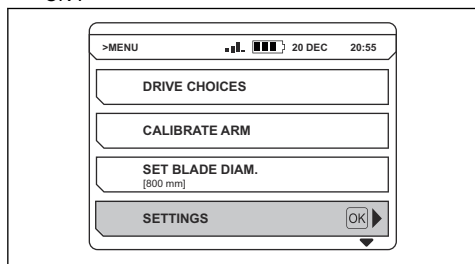 >MENU 20 DEC 20:55
DRIVE CHOICES
CALIBRATE ARM
SET BLADE DIAM.
[800 mm]
SETTINGS OK